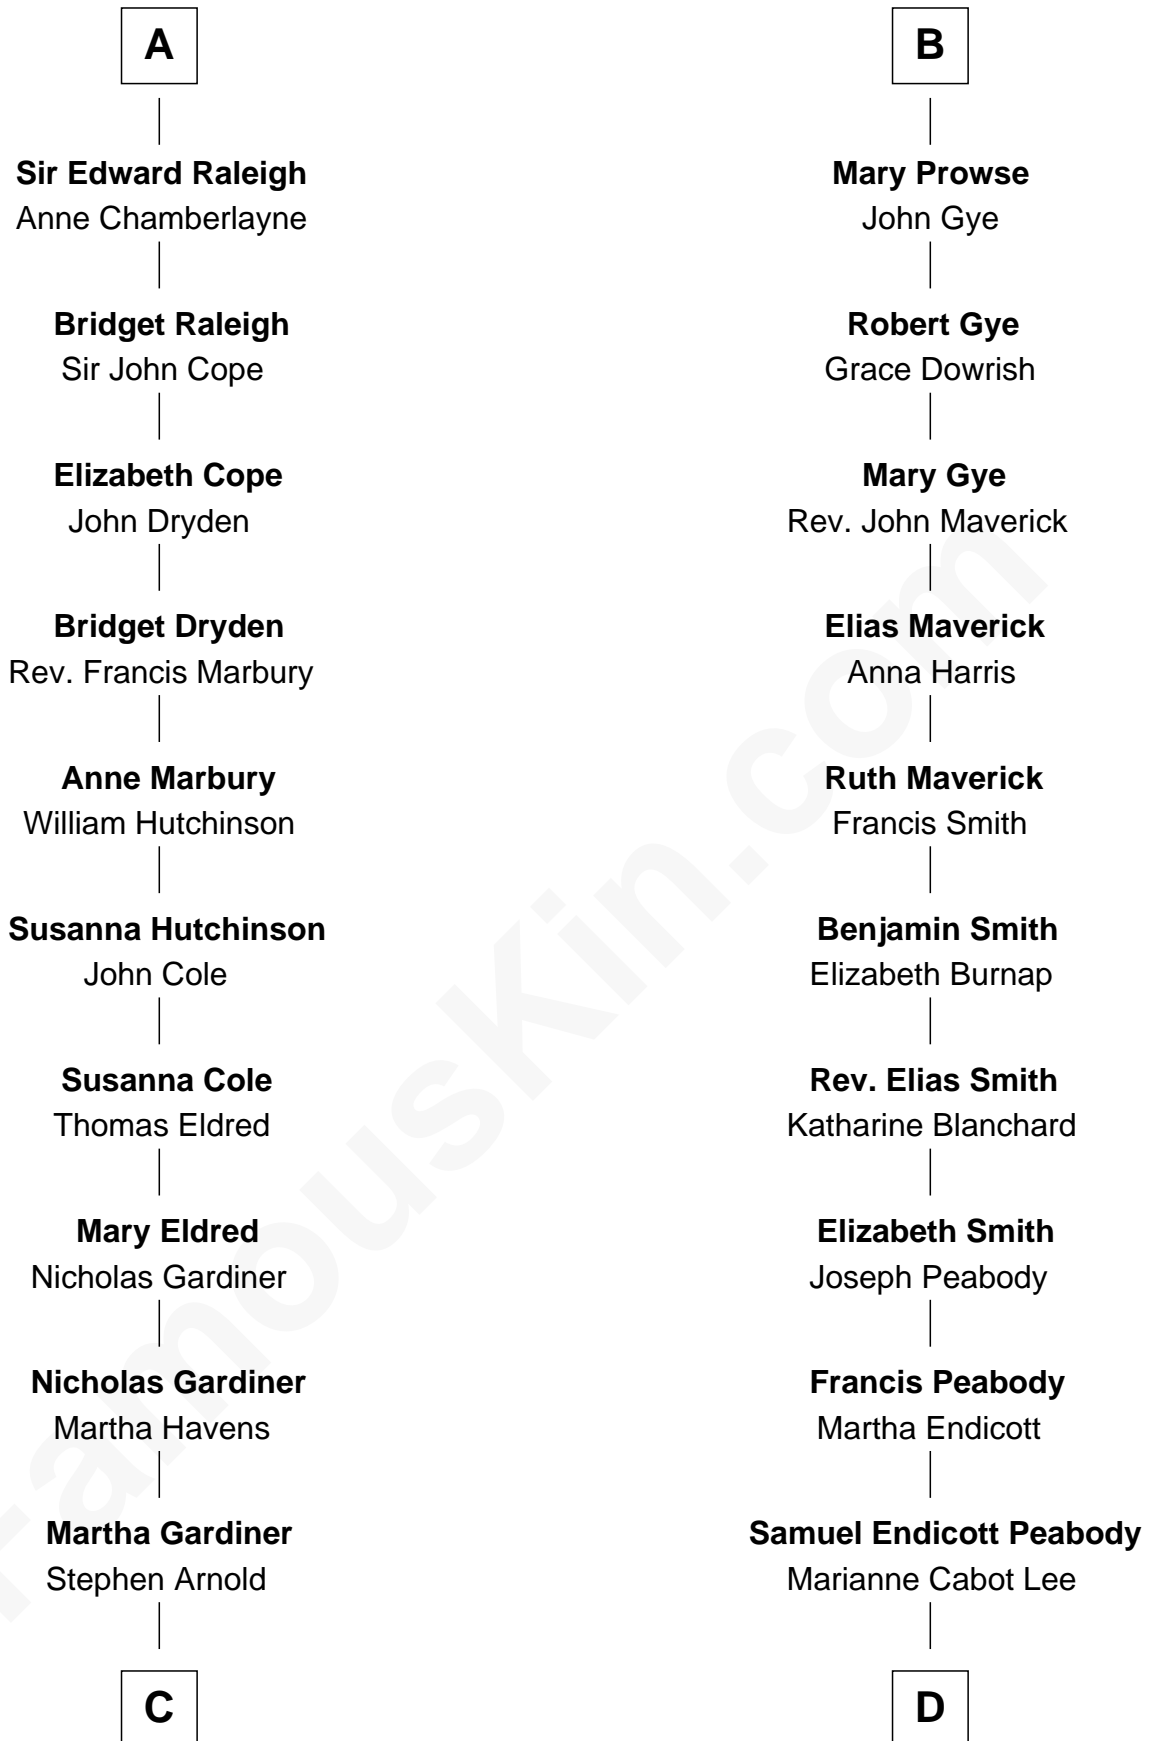 A
Sir Edward Raleigh
Anne Chamberlayne
Bridget Raleigh
Sir John Cope
Elizabeth Cope
John Dryden
Bridget Dryden
Rev. Francis Marbury
Anne Marbury
William Hutchinson
Susanna Hutchinson
John Cole
Susanna Cole
Thomas Eldred
Mary Eldred
Nicholas Gardiner
Nicholas Gardiner
Martha Havens
Martha Gardiner
Stephen Arnold
C
B
Mary Prowse
John Gye
Robert Gye
Grace Dowrish
Mary Gye
Rev. John Maverick
Elias Maverick
Anna Harris
Ruth Maverick
Francis Smith
Benjamin Smith
Elizabeth Burnap
Rev. Elias Smith
Katharine Blanchard
Elizabeth Smith
Joseph Peabody
Francis Peabody
Martha Endicott
Samuel Endicott Peabody
Marianne Cabot Lee
D
FamousKin.com